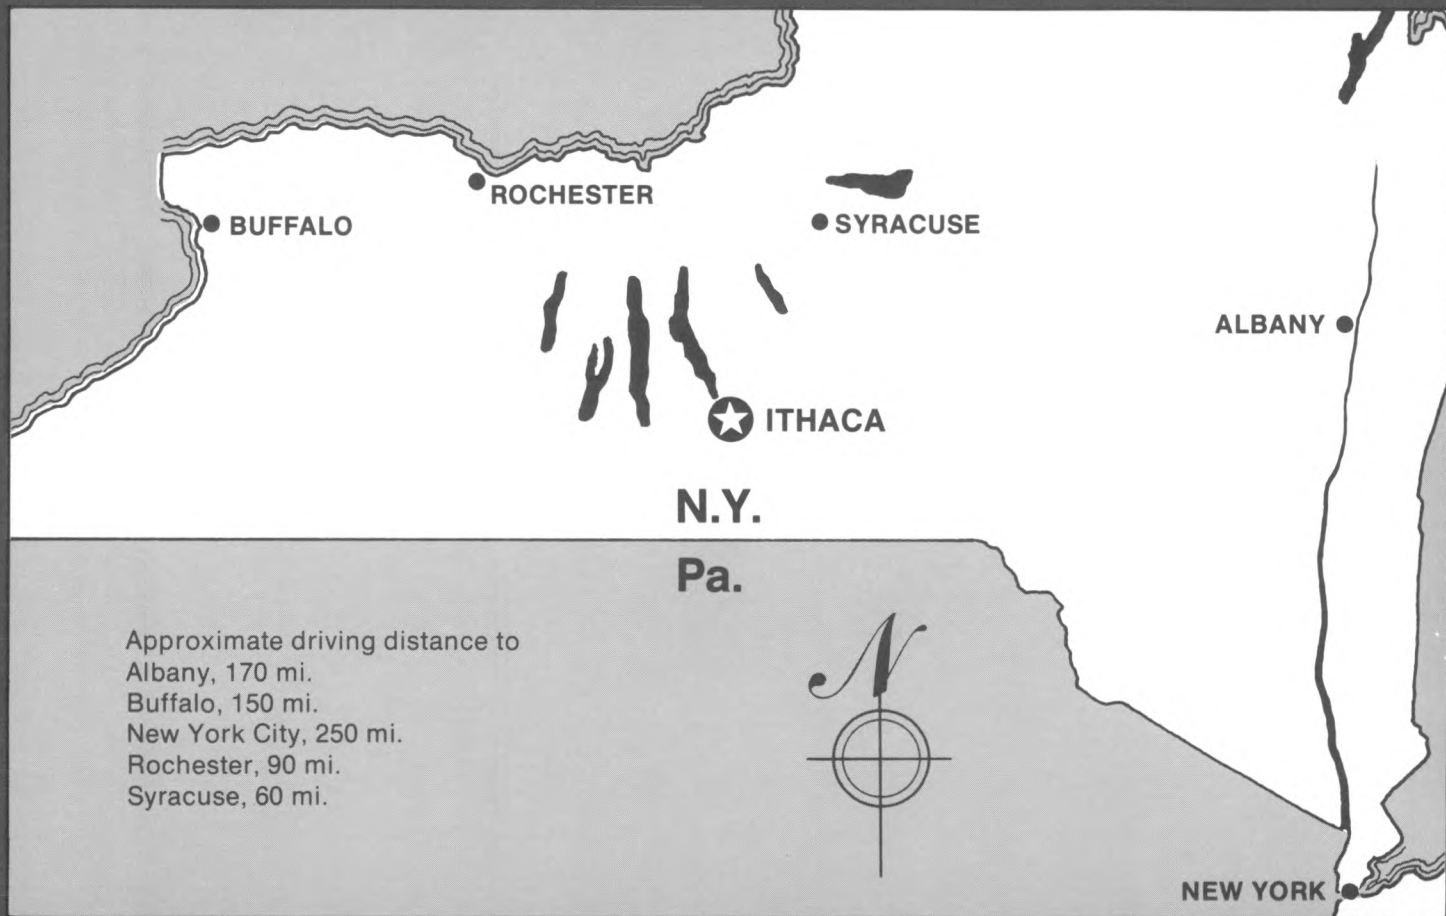 ROCHESTER
BUFFALO
SYRACUSE
ALBANY
ITHACA
N.Y.
Pa.
Approximate driving distance to
Albany, 170 mi.
Buffalo, 150 mi.
New York City, 250 mi.
Rochester, 90 mi.
Syracuse, 60 mi.
N
NEW YORK